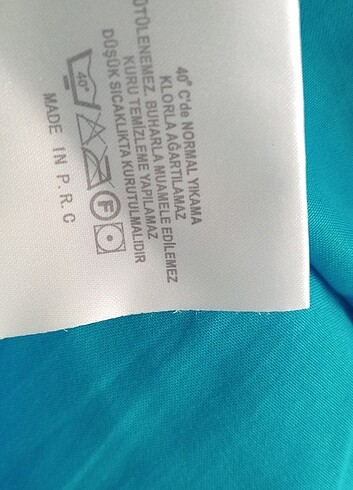 40° C'de NORMAL YIKAMA
KLORLA AĞARTILAMAZ
ÜTÜLENEMEZ. BUHARLA MUAMELE EDİLEMEZ
KURU TEMİZLEME YAPILAMAZ
DÜŞÜK SICAKLIKTA KURUTULMALIDIR
40°
F
MADE IN P.R.C